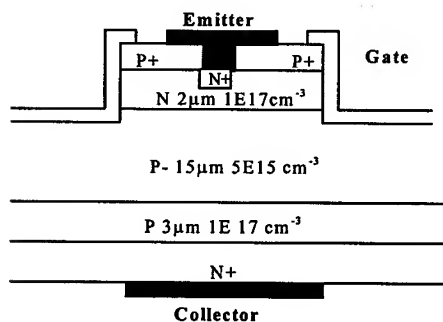 Emitter
P+ P+ Gate
N+
N 2μm 1E17cm-3
P- 15μm 5E15 cm-3
P 3μm 1E 17 cm-3
N+
Collector